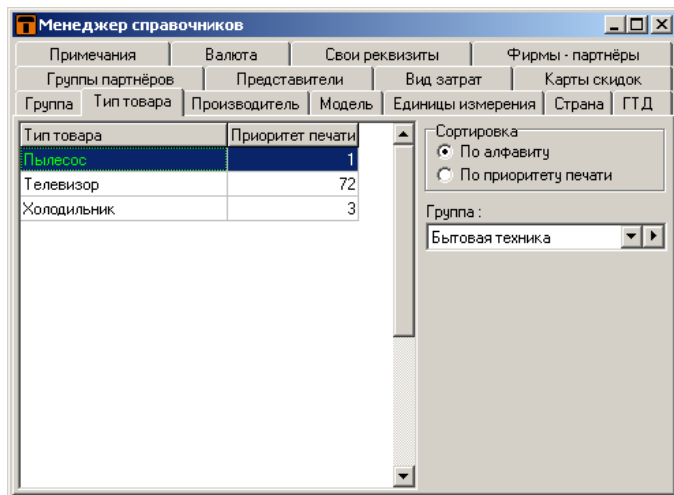 Менеджер справочников
Примечания Валюта Свои реквизиты Фирмы - партнёры
Группы партнёров Представители Вид затрат Карты скидок
Группа Тип товара Производитель Модель Единицы измерения Страна ГТД
Тип товара Приоритет печати
Пылесос 1
Телевизор 72
Холодильник 3
Сортировка
По алфавиту
По приоритету печати
Группа :
Бытовая техника